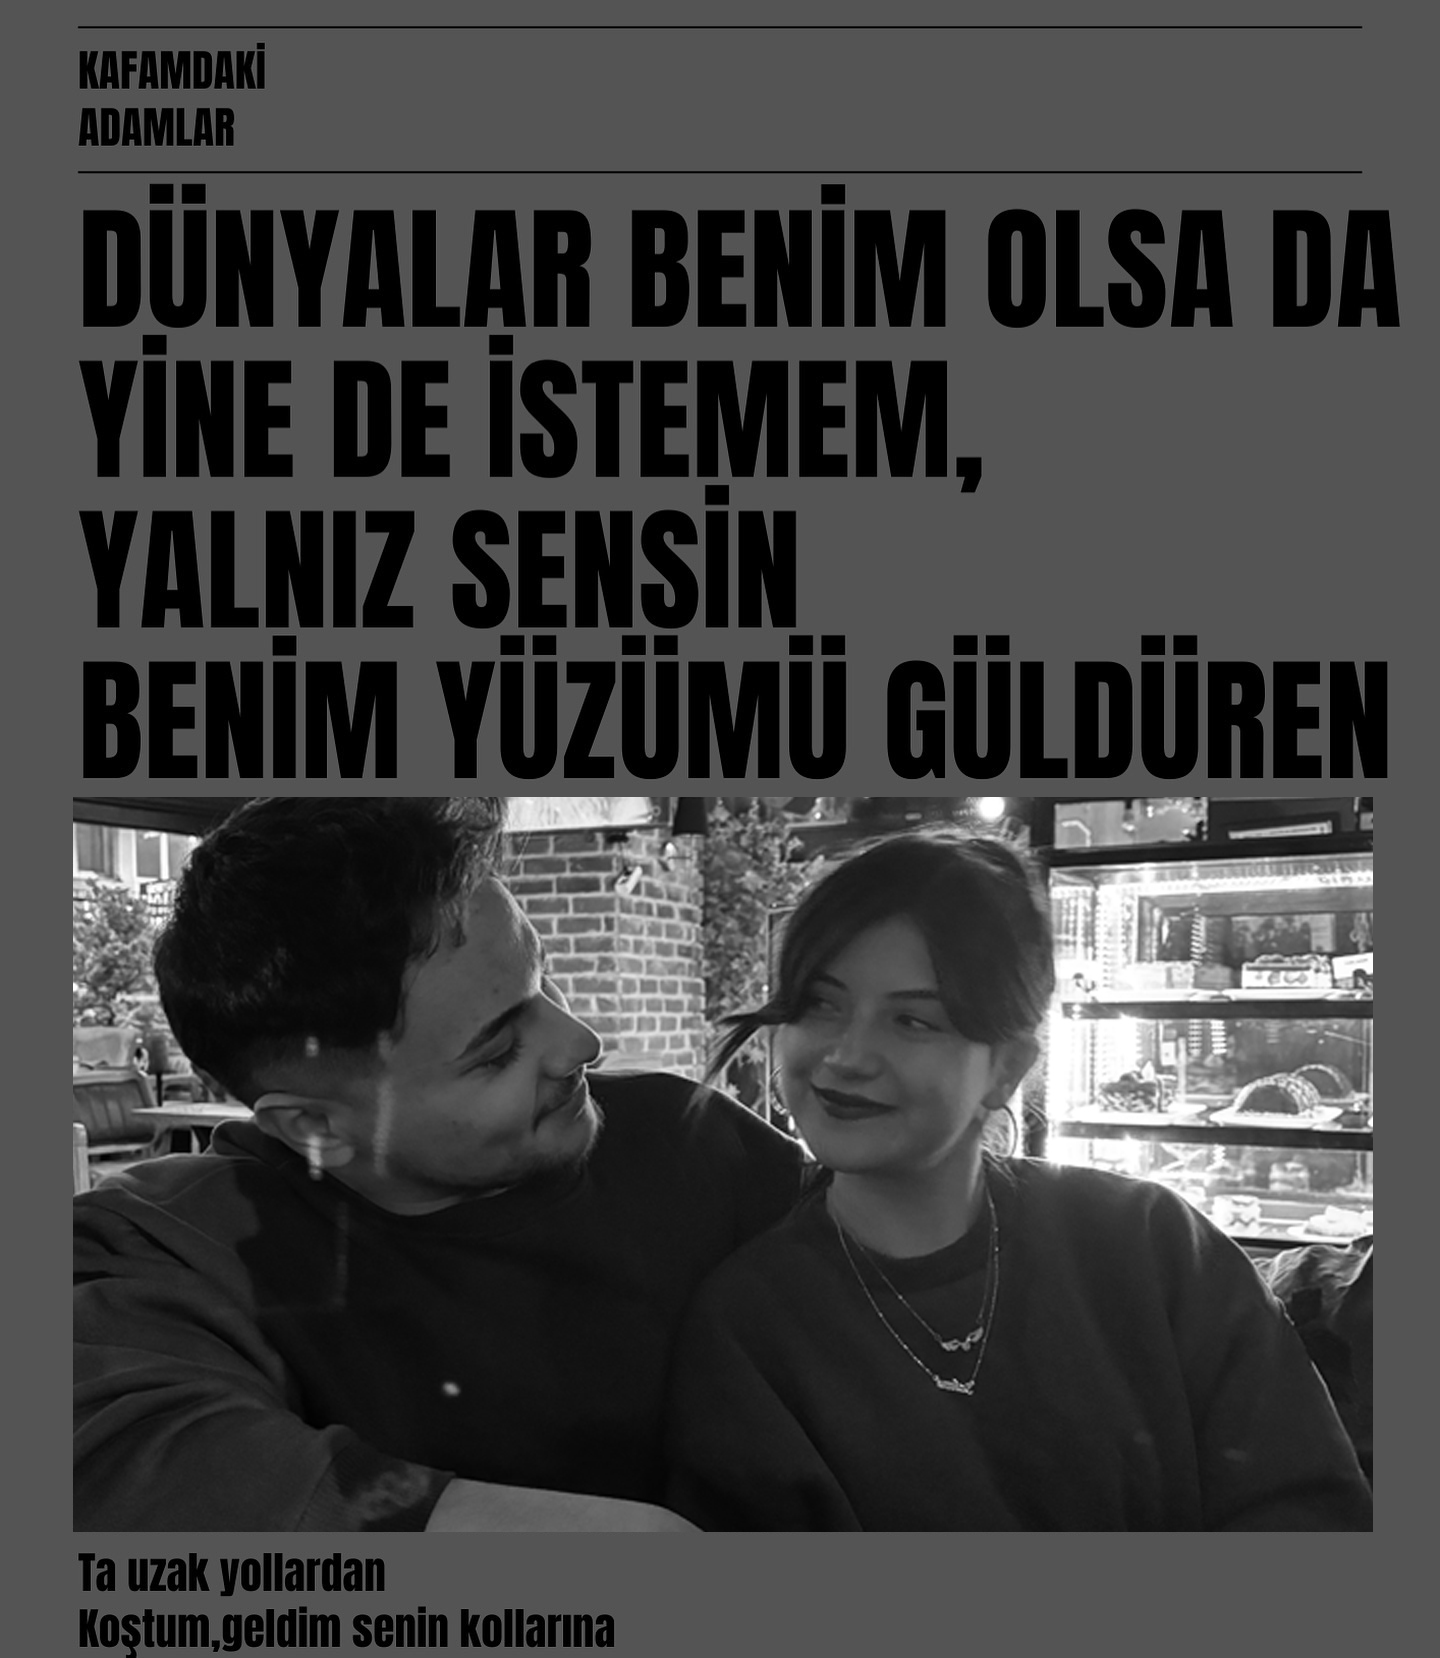 KAFAMDAKİ
ADAMLAR
DÜNYALAR BENİM OLSA DA
YİNE DE İSTEMEM,
YALNIZ SENSİN
BENİM YÜZÜMÜ GÜLDÜREN
Ta uzak yollardan
Koştum,geldim senin kollarına